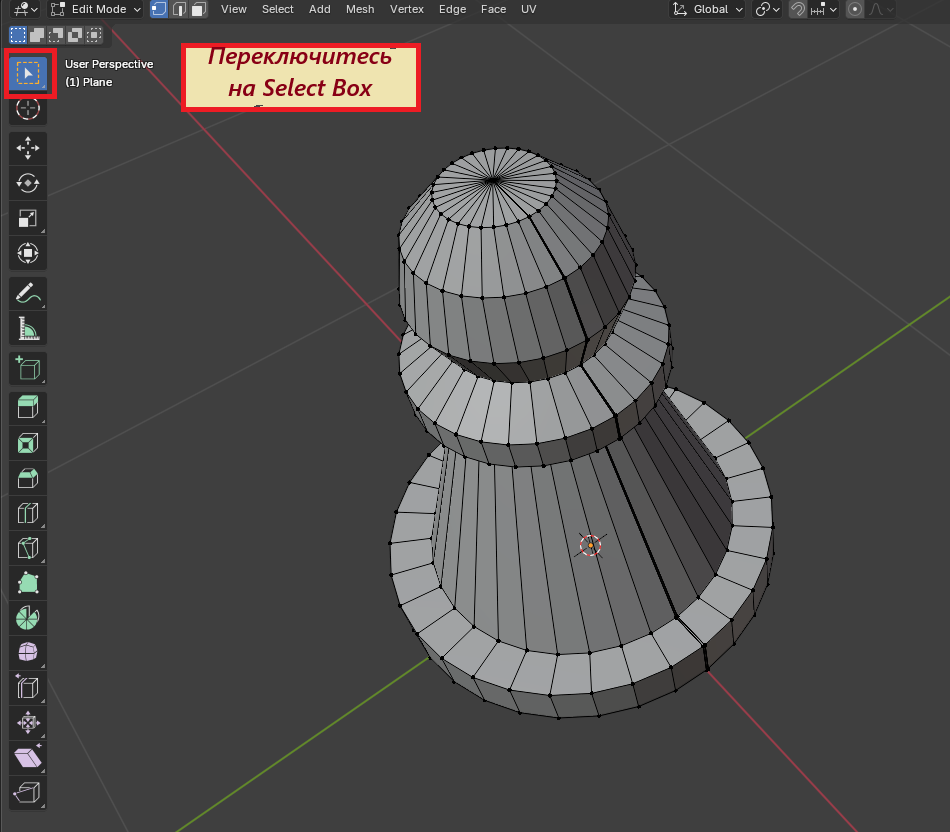 Edit Mode View Select Add Mesh Vertex Edge Face UV Global
User Perspective
(1) Plane
Переключитесь
на Select Box